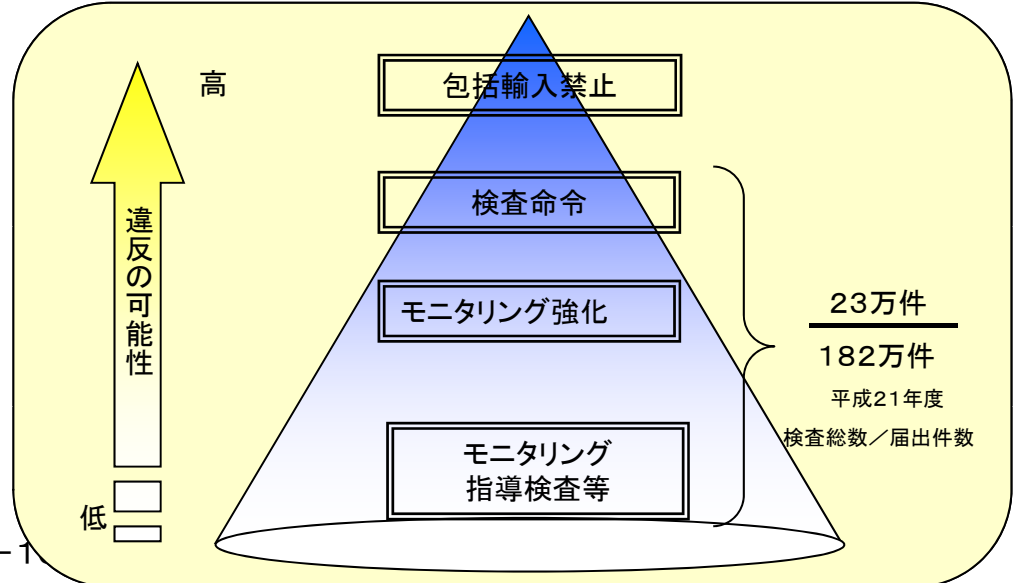 高
包括輸入禁止
検査命令
違反の可能性
モニタリング強化
23万件
182万件
平成21年度
検査総数／届出件数
モニタリング
指導検査等
低